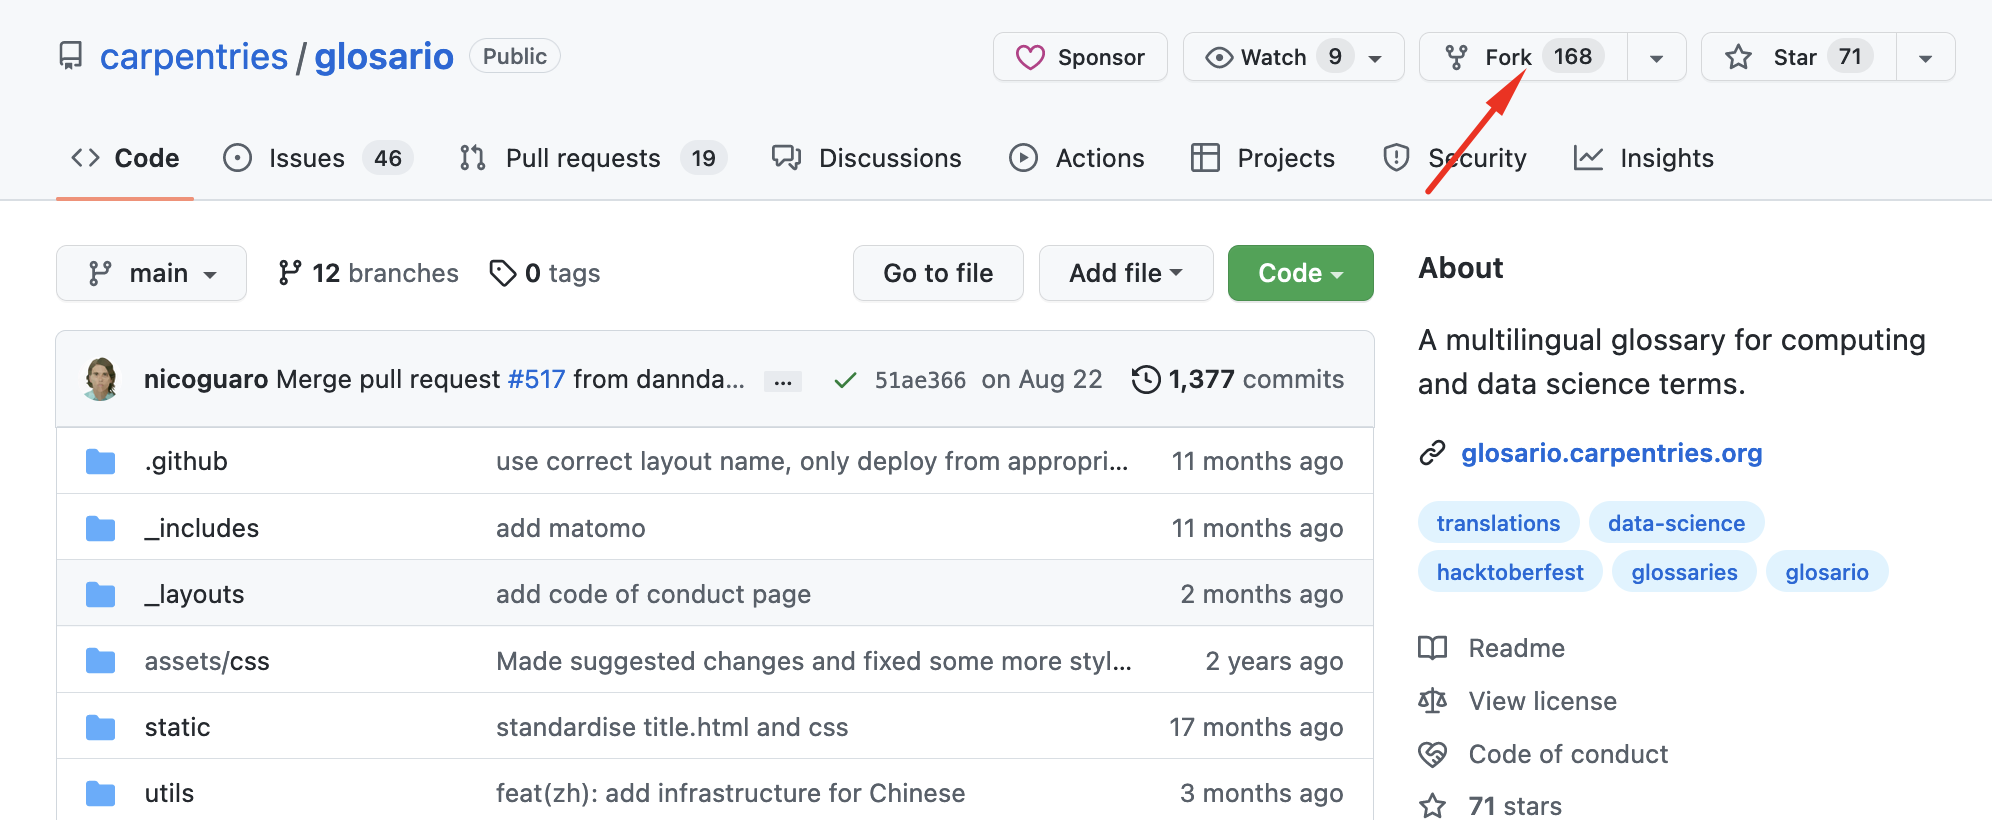 carpentries / glosario Public Sponsor Watch 9 Fork 168 Star 71
Code Issues 46 Pull requests 19 Discussions Actions Projects Security Insights
main 12 branches 0 tags Go to file Add file Code
nicoguaro Merge pull request #517 from dannda... ... 51ae366 on Aug 22 1,377 commits
.github use correct layout name, only deploy from appropri... 11 months ago
_includes add matomo 11 months ago
_layouts add code of conduct page 2 months ago
assets/css Made suggested changes and fixed some more styl... 2 years ago
static standardise title.html and css 17 months ago
utils feat(zh): add infrastructure for Chinese 3 months ago
About
A multilingual glossary for computing
and data science terms.
glosario.carpentries.org
translations data-science
hacktoberfest glossaries glosario
Readme
View license
Code of conduct
71 stars